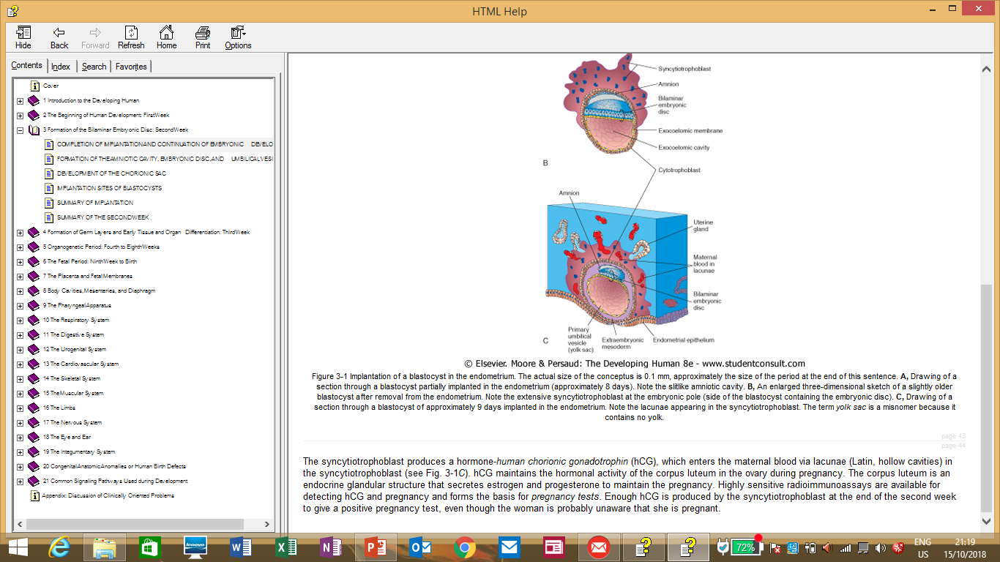 HTML Help
Hide Back Forward Refresh Home Print Options
Contents Index Search Favorites
Cover
1 Introduction to the Developing Human
2 The Beginning of Human Development: FirstWeek
3 Formation of the Bilaminar Embryonic Disc: SecondWeek
COMPLETION OF IMPLANTATION AND CONTINUATION OF EMBRYONIC DEVELO
FORMATION OF THE AMNIOTIC CAVITY, EMBRYONIC DISC, AND UMBILICAL VESI
DEVELOPMENT OF THE CHORIONIC SAC
IMPLANTATION SITES OF BLASTOCYSTS
SUMMARY OF IMPLANTATION
SUMMARY OF THE SECOND WEEK
4 Formation of Germ Layers and Early Tissue and Organ Differentiation: ThirdWeek
5 Organogenetic Period: Fourth to EighthWeeks
6 The Fetal Period: NinthWeek to Birth
7 The Placenta and Fetal Membranes
8 Body Cavities, Mesenteries, and Diaphragm
9 The Pharyngeal Apparatus
10 The Respiratory System
11 The Digestive System
12 The Urogenital System
13 The Cardiovascular System
14 The Skeletal System
15 The Muscular System
16 The Limbs
17 The Nervous System
18 The Eye and Ear
19 The Integumentary System
20 Congenital Anatomic Anomalies or Human Birth Defects
21 Common Signaling Pathways Used during Development
Appendix: Discussion of Clinically Oriented Problems
Syncytiotrophoblast
Amnion
Bilaminar
embryonic
disc
Exocoelomic membrane
Exocoelomic cavity
B
Cytotrophoblast
Amnion
Uterine
gland
Maternal
blood in
lacunae
Bilaminar
embryonic
disc
C
Primary
umbilical
vesicle
(yolk sac)
Extraembryonic
mesoderm
Endometrial epithelium
© Elsevier. Moore & Persaud: The Developing Human 8e - www.studentconsult.com
Figure 3-1 Implantation of a blastocyst in the endometrium. The actual size of the conceptus is 0.1 mm, approximately the size of the period at the end of this sentence. A, Drawing of a
section through a blastocyst partially implanted in the endometrium (approximately 8 days). Note the slitlike amniotic cavity. B, An enlarged three-dimensional sketch of a slightly older
blastocyst after removal from the endometrium. Note the extensive syncytiotrophoblast at the embryonic pole (side of the blastocyst containing the embryonic disc). C, Drawing of a
section through a blastocyst of approximately 9 days implanted in the endometrium. Note the lacunae appearing in the syncytiotrophoblast. The term yolk sac is a misnomer because it
contains no yolk.
page 43
page 44
The syncytiotrophoblast produces a hormone-human chorionic gonadotrophin (hCG), which enters the maternal blood via lacunae (Latin, hollow cavities) in
the syncytiotrophoblast (see Fig. 3-1C). hCG maintains the hormonal activity of the corpus luteum in the ovary during pregnancy. The corpus luteum is an
endocrine glandular structure that secretes estrogen and progesterone to maintain the pregnancy. Highly sensitive radioimmunoassays are available for
detecting hCG and pregnancy and forms the basis for pregnancy tests. Enough hCG is produced by the syncytiotrophoblast at the end of the second week
to give a positive pregnancy test, even though the woman is probably unaware that she is pregnant.
lenovo
72%
ENG
US
21:19
15/10/2018